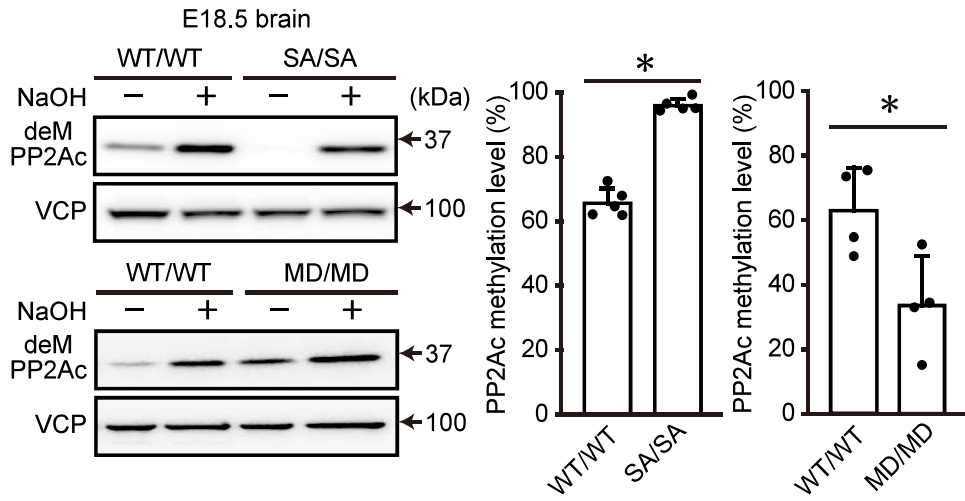 E18.5 brain
WT/WT SA/SA
NaOH − + − + (kDa)
deM
PP2Ac
37
VCP
100
WT/WT MD/MD
NaOH − + − +
deM
PP2Ac
37
VCP
100
PP2Ac methylation level (%)
100
80
60
40
20
0
*
WT/WT
SA/SA
PP2Ac methylation level (%)
100
80
60
40
20
0
*
WT/WT
MD/MD